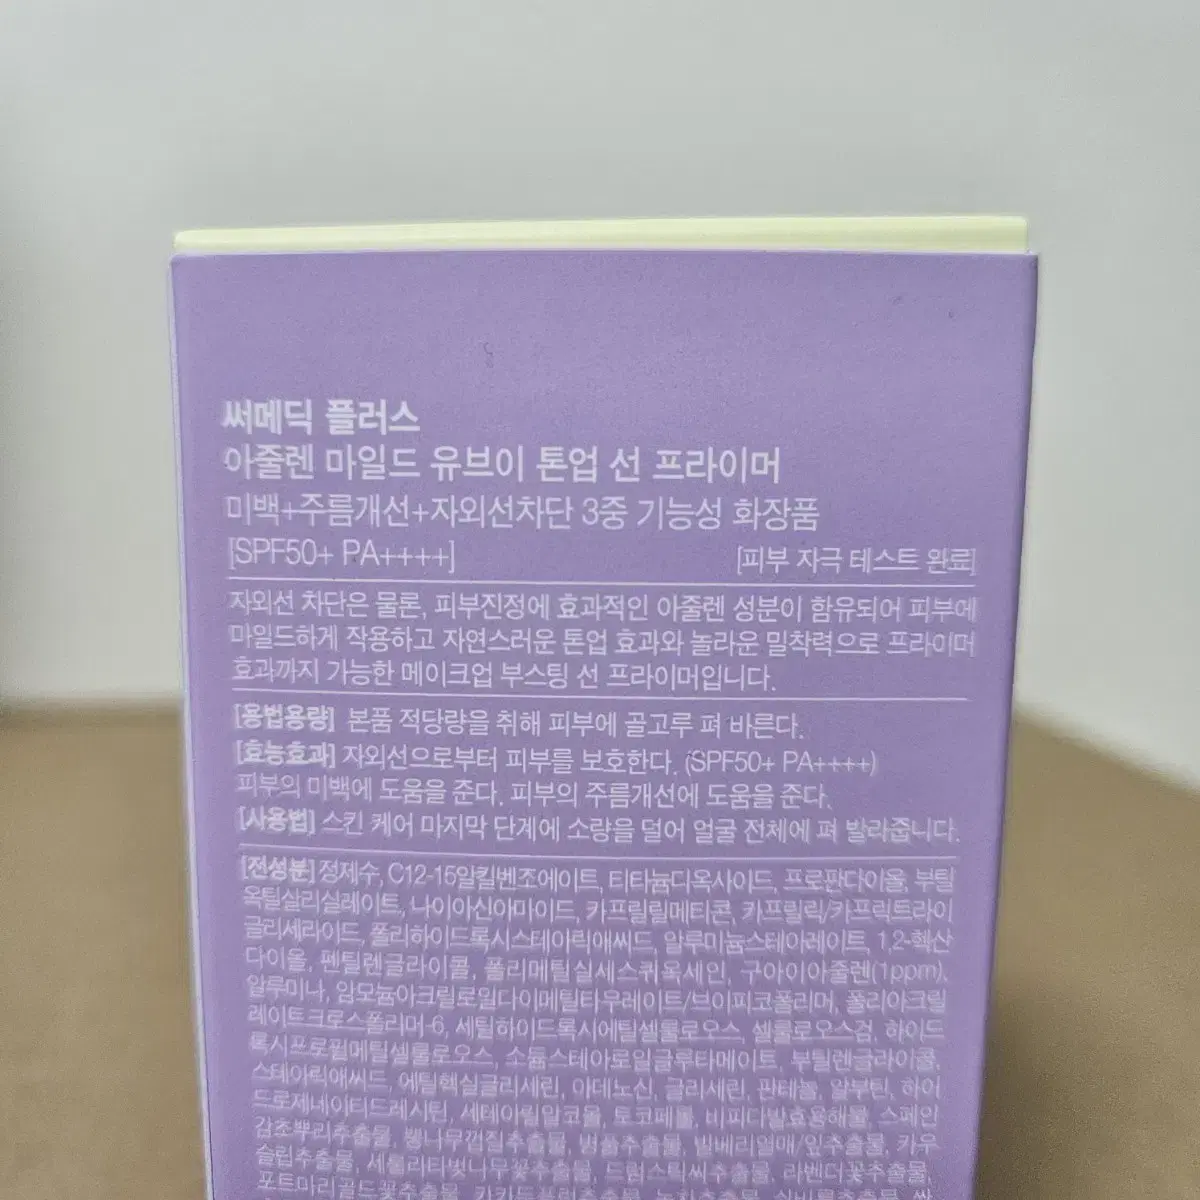 써메딕 플러스
아줄렌 마일드 유브이 톤업 선 프라이머
미백+주름개선+자외선차단 3중 기능성 화장품
[SPF50+ PA++++] [피부 자극 테스트 완료]
자외선 차단은 물론, 피부진정에 효과적인 아줄렌 성분이 함유되어 피부에
마일드하게 작용하고 자연스러운 톤업 효과와 놀라운 밀착력으로 프라이머
효과까지 가능한 메이크업 부스팅 선 프라이머입니다.
[용법용량] 본품 적당량을 취해 피부에 골고루 펴 바른다.
[효능효과] 자외선으로부터 피부를 보호한다. (SPF50+ PA++++)
피부의 미백에 도움을 준다. 피부의 주름개선에 도움을 준다.
[사용법] 스킨 케어 마지막 단계에 소량을 덜어 얼굴 전체에 펴 발라줍니다.
[전성분] 정제수, C12-15알킬벤조에이트, 티타늄디옥사이드, 프로판다이올, 부틸
옥틸살리실레이트, 나이아신아마이드, 카프릴릴메티콘, 카프릴릭/카프릭트라이
글리세라이드, 폴리하이드록시스테아릭애씨드, 알루미늄스테아레이트, 1,2-헥산
다이올, 펜틸렌글라이콜, 폴리메틸실세스퀴옥세인, 구아이아줄렌(1ppm),
알루미나, 암모늄아크릴로일다이메틸타우레이트/브이피코폴리머, 폴리아크릴
레이트크로스폴리머-6, 세틸하이드록시에틸셀룰로오스, 셀룰로오스검, 하이드
록시프로필메틸셀룰로오스, 소듐스테아로일글루타메이트, 부틸렌글라이콜,
스테아릭애씨드, 에틸헥실글리세린, 아데노신, 글리세린, 판테놀, 알부틴, 하이
드로제네이티드레시틴, 세테아릴알코올, 토코페롤, 비피다발효용해물, 스페인
감초뿌리추출물, 뽕나무껍질추출물, 병풀추출물, 빌베리열매/잎추출물, 카우
슬립추출물, 세룰러티벚나무꽃추출물, 드럼스틱씨추출물, 라벤더꽃추출물
포트마리골드꽃추출물,